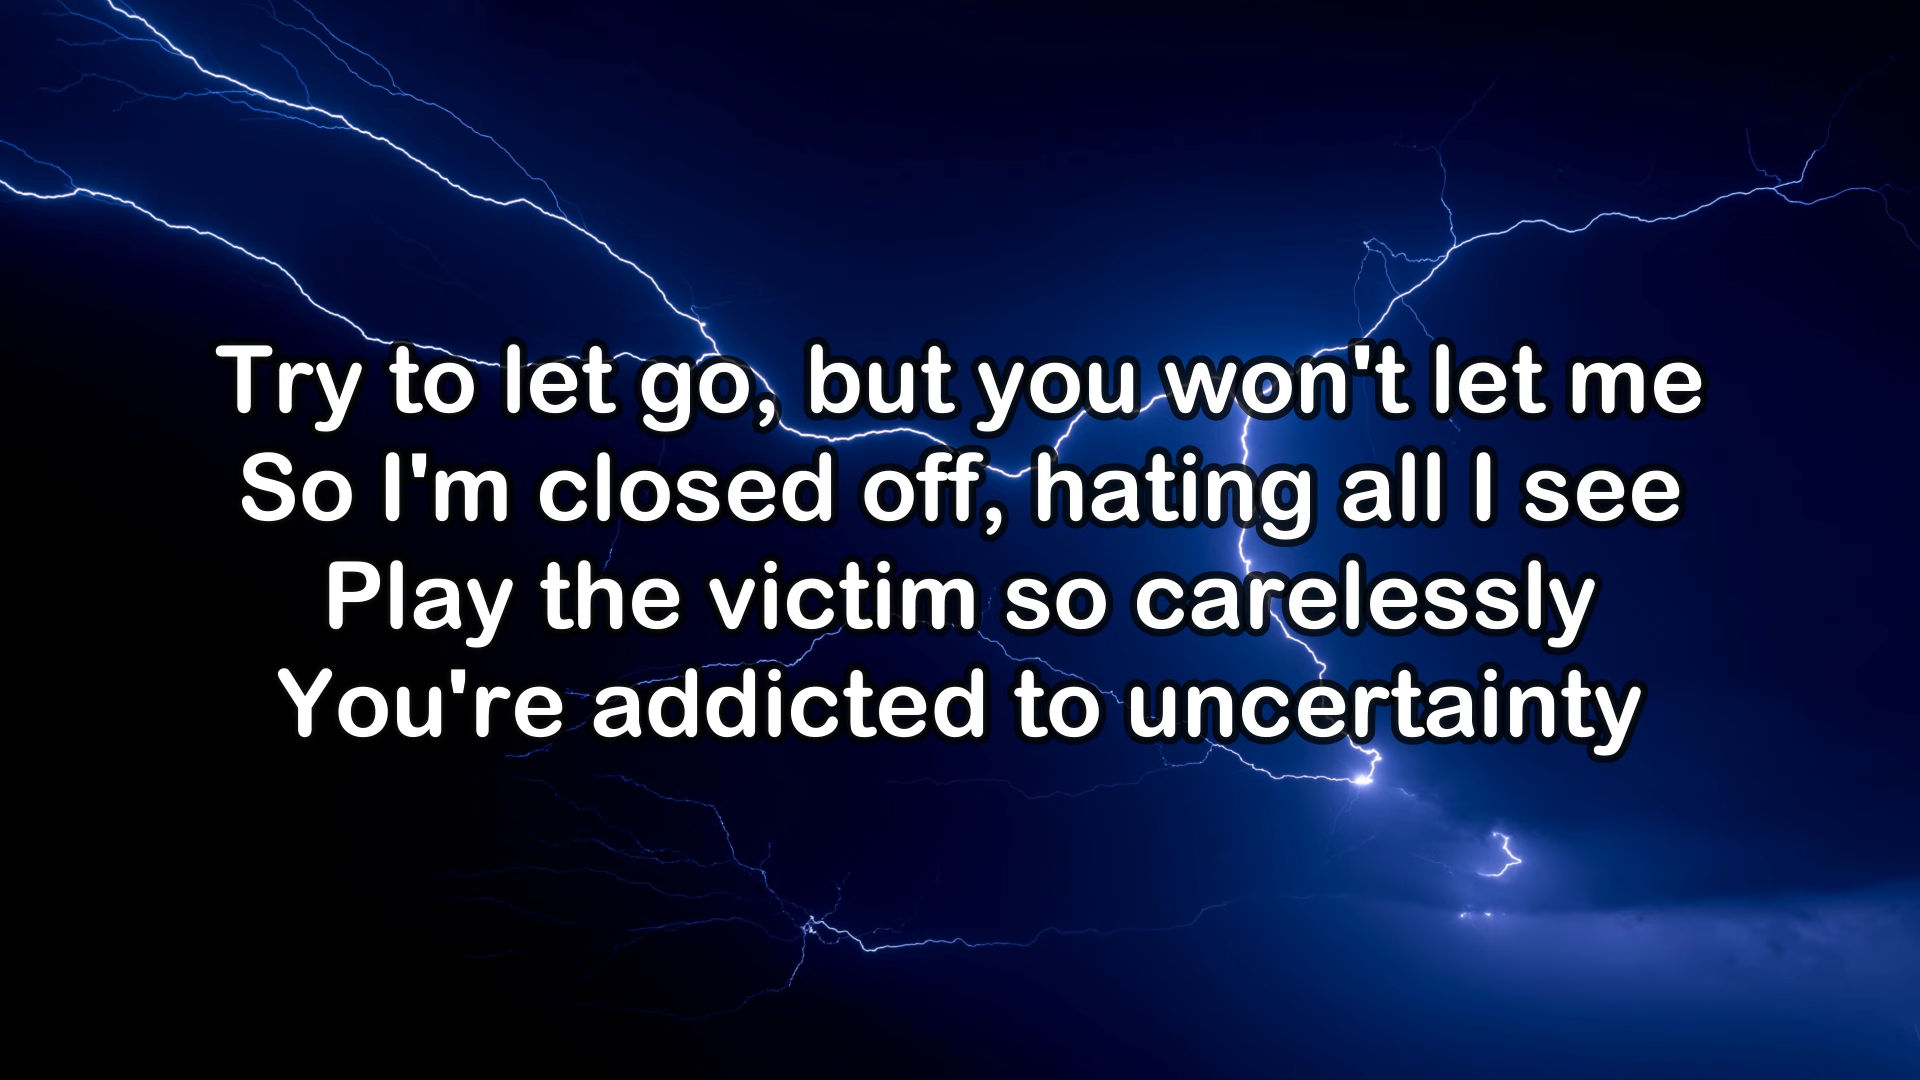 Try to let go, but you won't let me
So I'm closed off, hating all I see
Play the victim so carelessly
You're addicted to uncertainty